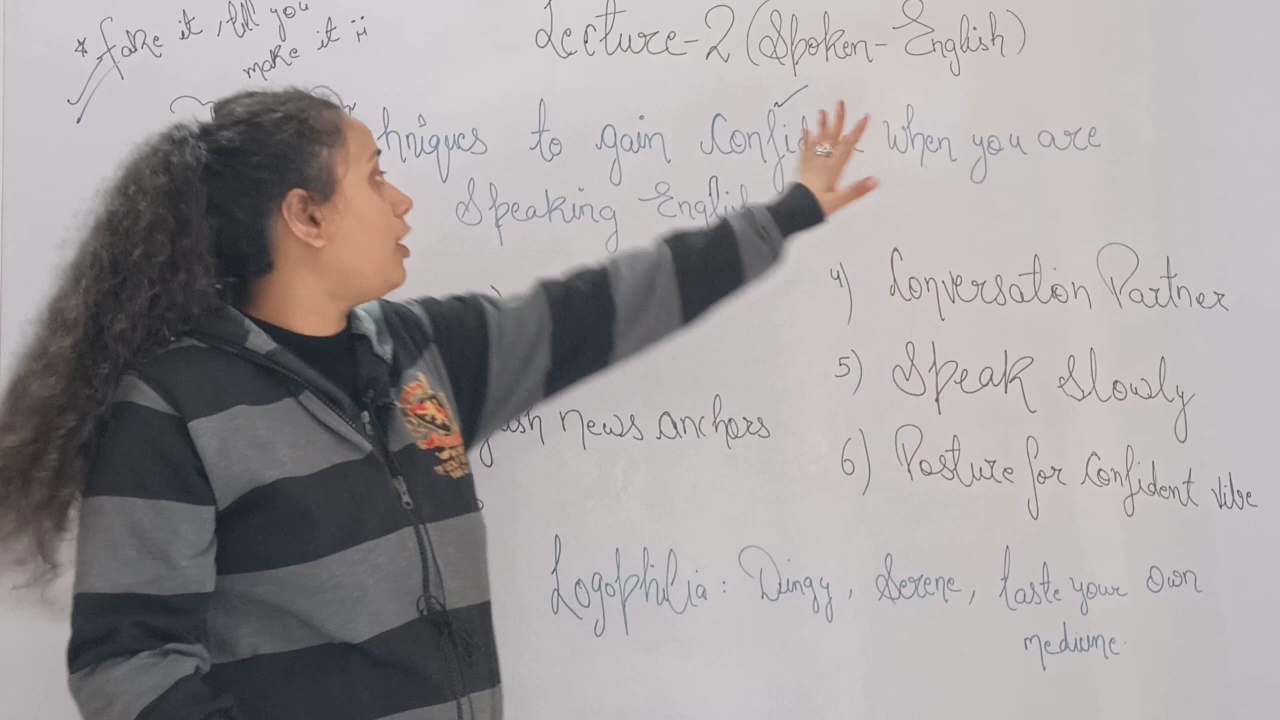 * fake it, till you
make it
Lecture-2 (Spoken-English)
hniques to gain Confid when you are
Speaking Englis
4) Conversation Partner
5) Speak Slowly
ish news anchors
6) Posture for Confident vibe
Logophilia: Dingy, Serene, taste your own
medicine.